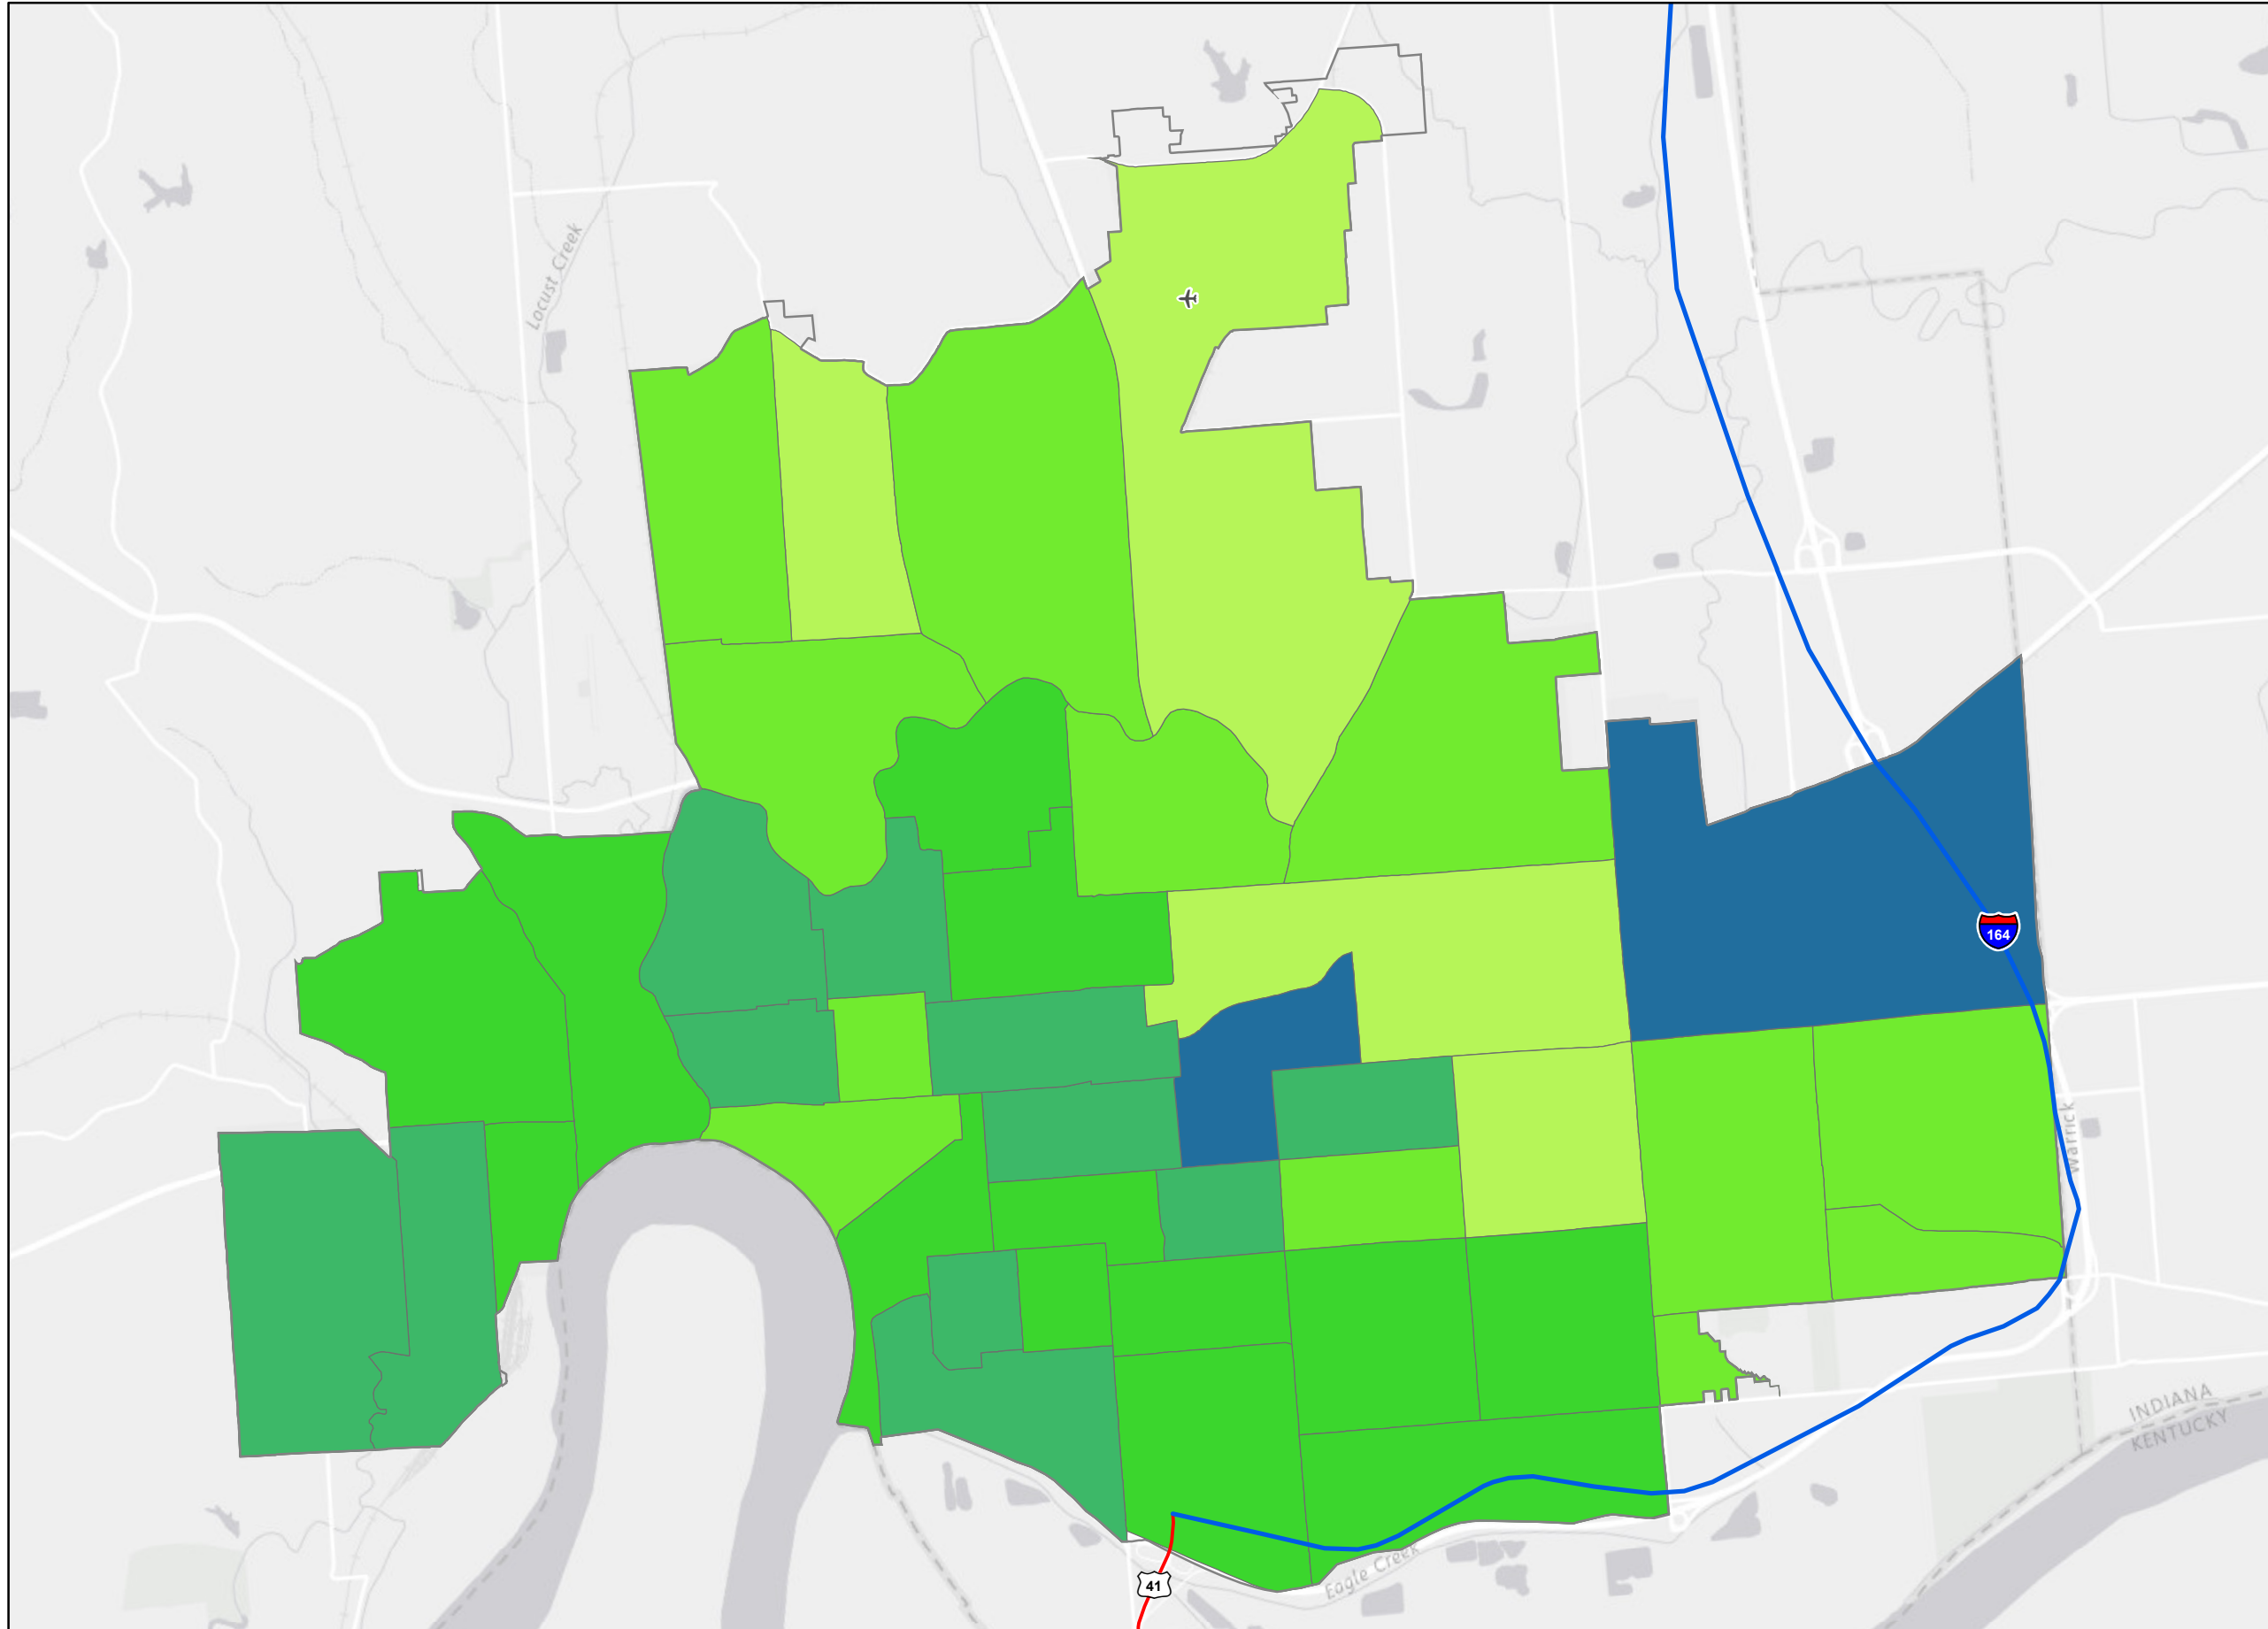 Locust Creek
164
Warrick
INDIANA
KENTUCKY
Eagle Creek
41